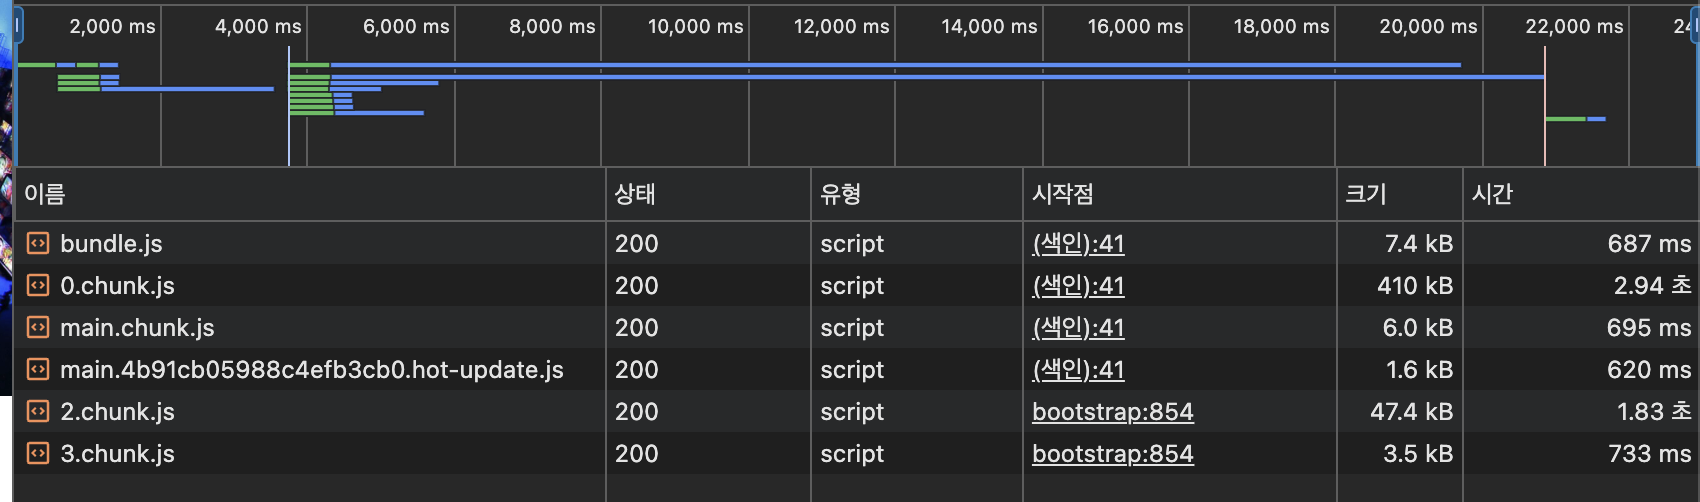 2,000 ms 4,000 ms 6,000 ms 8,000 ms 10,000 ms 12,000 ms 14,000 ms 16,000 ms 18,000 ms 20,000 ms 22,000 ms
이름 상태 유형 시작점 크기 시간
bundle.js 200 script (색인):41 7.4 kB 687 ms
0.chunk.js 200 script (색인):41 410 kB 2.94 초
main.chunk.js 200 script (색인):41 6.0 kB 695 ms
main.4b91cb05988c4efb3cb0.hot-update.js 200 script (색인):41 1.6 kB 620 ms
2.chunk.js 200 script bootstrap:854 47.4 kB 1.83 초
3.chunk.js 200 script bootstrap:854 3.5 kB 733 ms